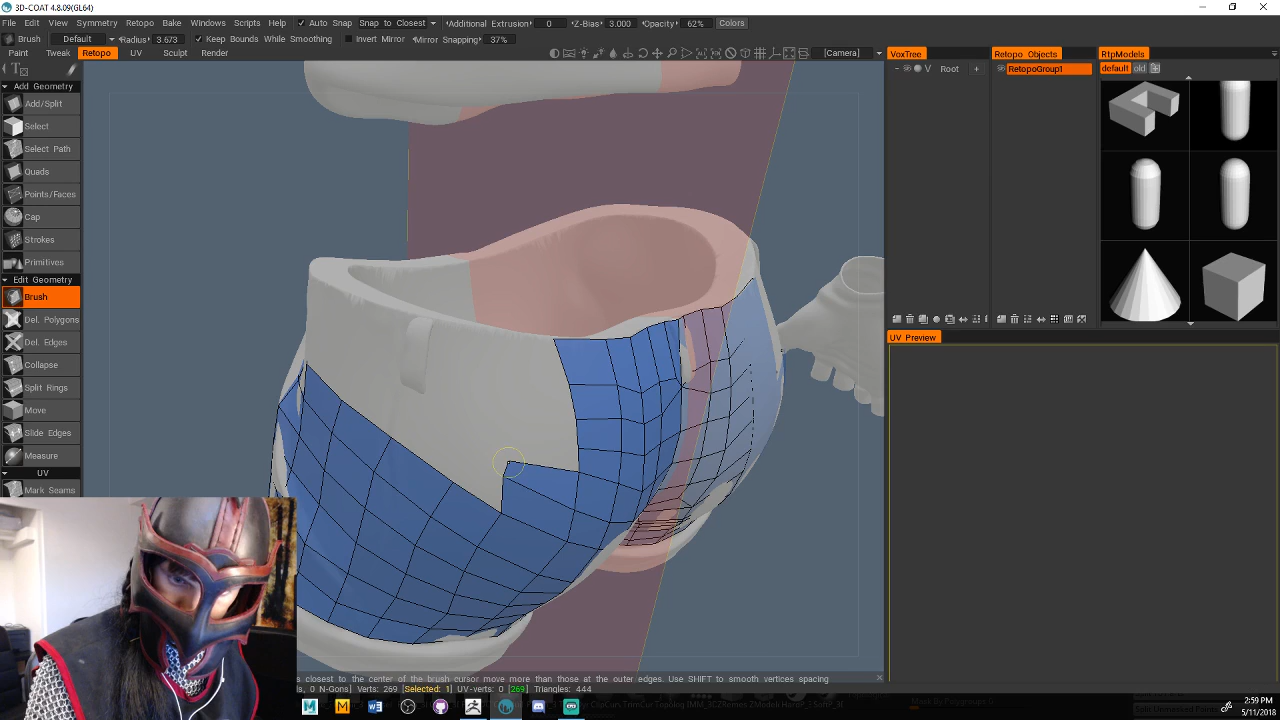 3D-COAT 4.8.09(GL64)
File Edit View Symmetry Retopo Bake Windows Scripts Help Auto Snap Snap to Closest Additional Extrusion 0 Z-Bias 3.000 Opacity 62% Colors
Brush Default Radius 3.673 Keep Bounds While Smoothing Invert Mirror Mirror Snapping 37%
Paint Tweak Retopo UV Sculpt Render [Camera] VoxTree Retopo Objects RtpModels
V Root + RetopoGroup1 default old
Add Geometry
Add/Split
Select
Select Path
Quads
Points/Faces
Cap
Strokes
Primitives
Edit Geometry
Brush
Del. Polygons
Del. Edges
Collapse
Split Rings
Move
Slide Edges
Measure
UV
Mark Seams
UV Preview
s closest to the center of the brush cursor move more than those at the outer edges. Use SHIFT to smooth vertices spacing
ls, 0 N-Gons) Verts: 269 [Selected: 1] UV-verts: 0 [269] Triangles: 444
Mask By Polygroups 0
2:59 PM
5/11/2018